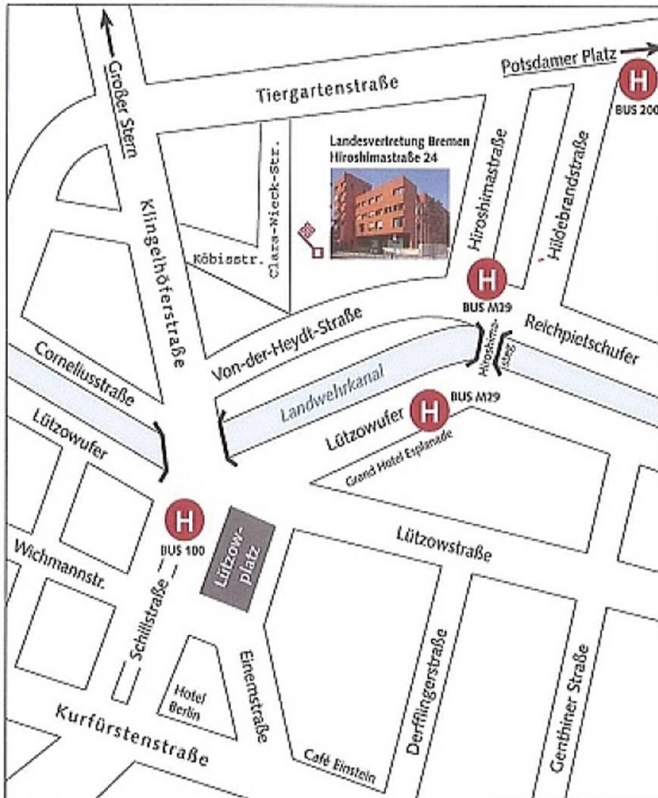 Großer Stern
Potsdamer Platz
H
BUS 200
Tiergartenstraße
Landesvertretung Bremen
Hiroshimastraße 24
Clara-Wieck-Str.
Köbisstr.
Klingelhöferstraße
Hiroshimastraße
Hildebrandstraße
H
BUS M29
Von-der-Heydt-Straße
Hiroshima-
steg
Reichpietschufer
Corneliusstraße
Landwehrkanal
Lützowufer
Lützowufer
H
BUS M29
Grand Hotel Esplanade
H
BUS 100
Lützow-
platz
Lützowstraße
Wichmannstr.
Schillstraße
Einemstraße
Derfflingerstraße
Genthiner Straße
Hotel
Berlin
Kurfürstenstraße
Café Einstein